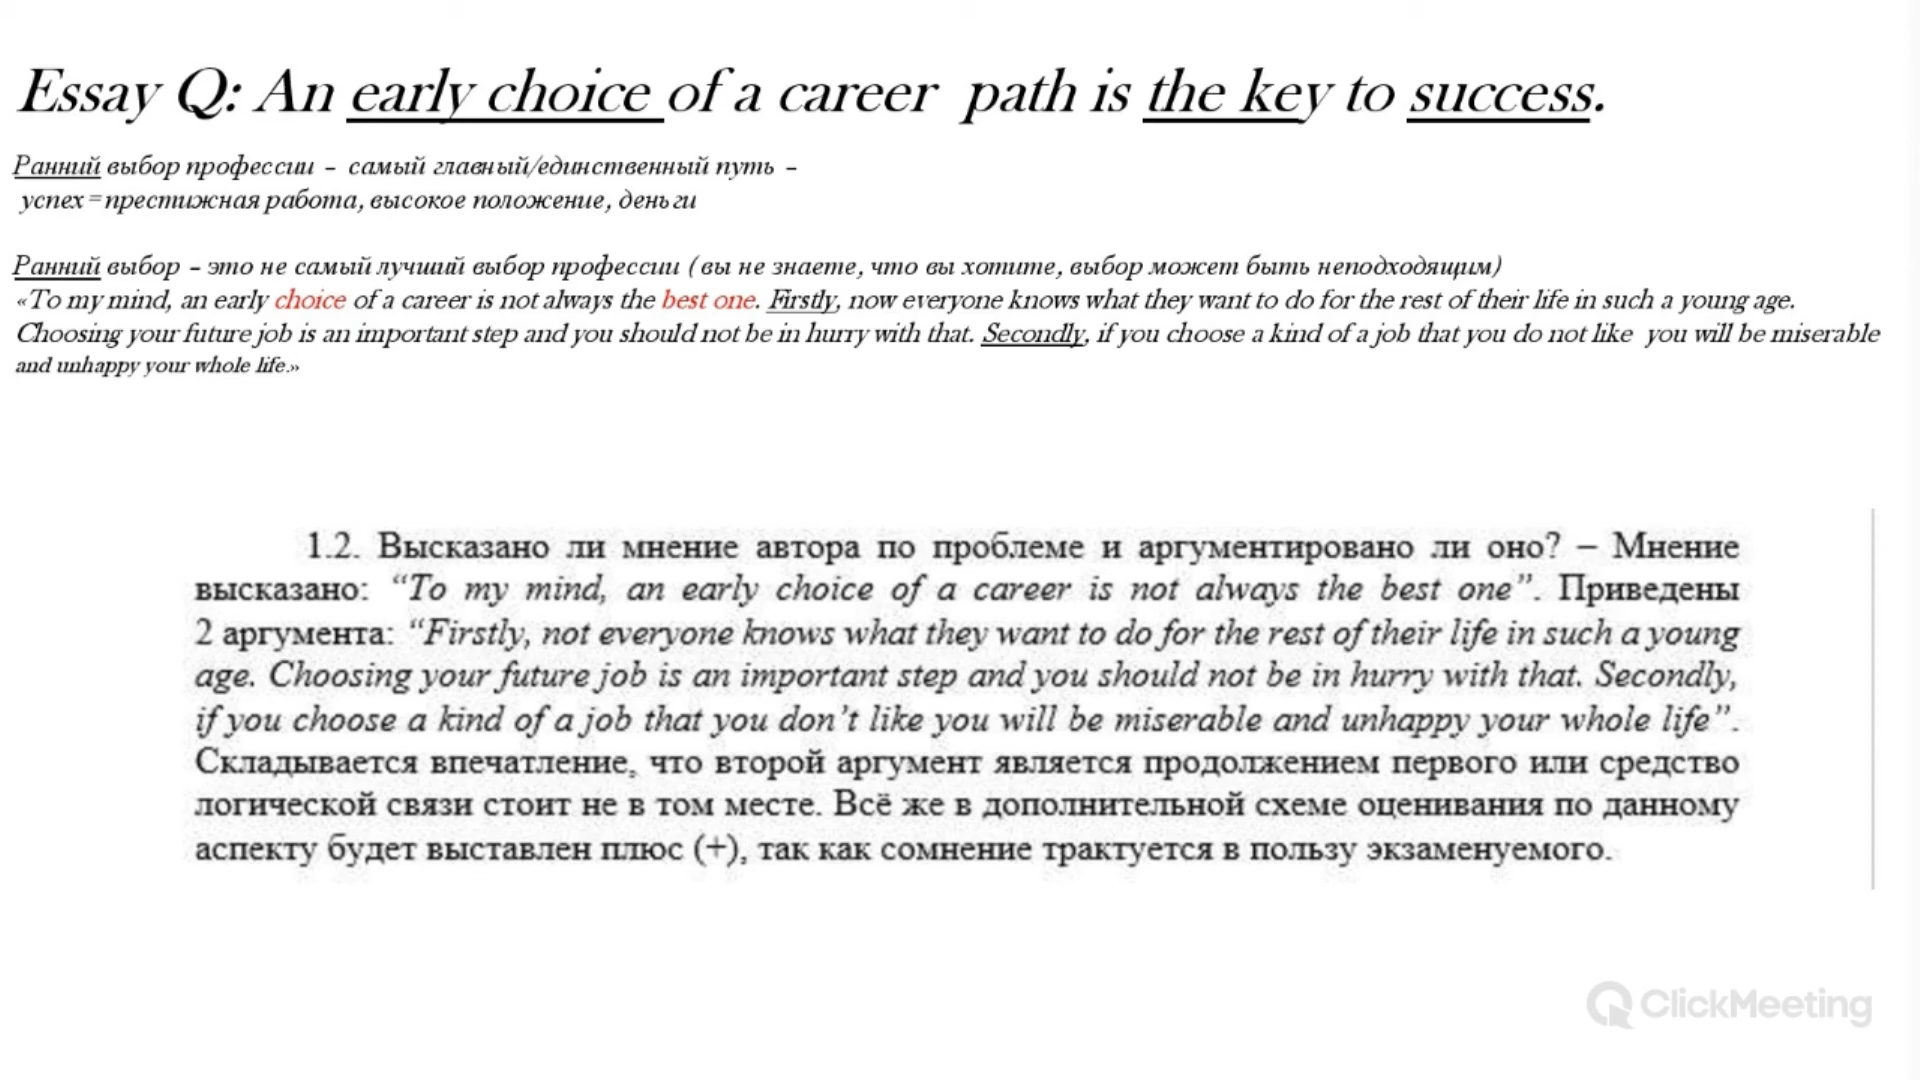 Essay Q: An early choice of a career path is the key to success.
Ранний выбор профессии – самый главный/единственный путь –
успех=престижная работа, высокое положение, деньги
Ранний выбор – это не самый лучший выбор профессии (вы не знаете, что вы хотите, выбор может быть неподходящим)
«To my mind, an early choice of a career is not always the best one. Firstly, now everyone knows what they want to do for the rest of their life in such a young age.
Choosing your future job is an important step and you should not be in hurry with that. Secondly, if you choose a kind of a job that you do not like you will be miserable
and unhappy your whole life.»
1.2. Высказано ли мнение автора по проблеме и аргументировано ли оно? – Мнение
высказано: “To my mind, an early choice of a career is not always the best one”. Приведены
2 аргумента: “Firstly, not everyone knows what they want to do for the rest of their life in such a young
age. Choosing your future job is an important step and you should not be in hurry with that. Secondly,
if you choose a kind of a job that you don’t like you will be miserable and unhappy your whole life”.
Складывается впечатление, что второй аргумент является продолжением первого или средство
логической связи стоит не в том месте. Всё же в дополнительной схеме оценивания по данному
аспекту будет выставлен плюс (+), так как сомнение трактуется в пользу экзаменуемого.
ClickMeeting